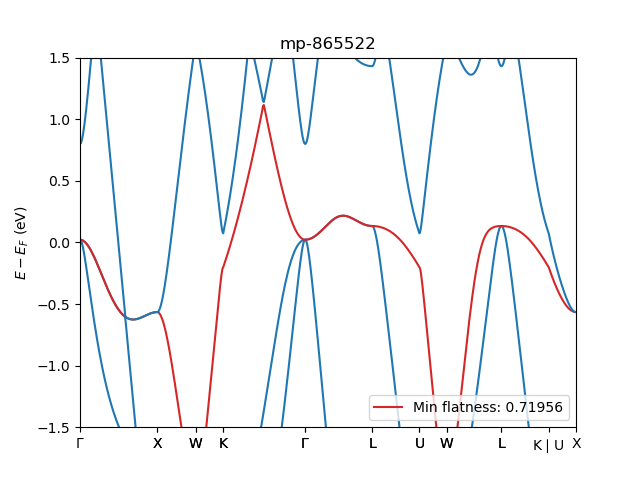 mp-865522
E − E_F (eV)
1.5
1.0
0.5
0.0
−0.5
−1.0
−1.5
Min flatness: 0.71956
Γ X W K Γ L U W L K | U X